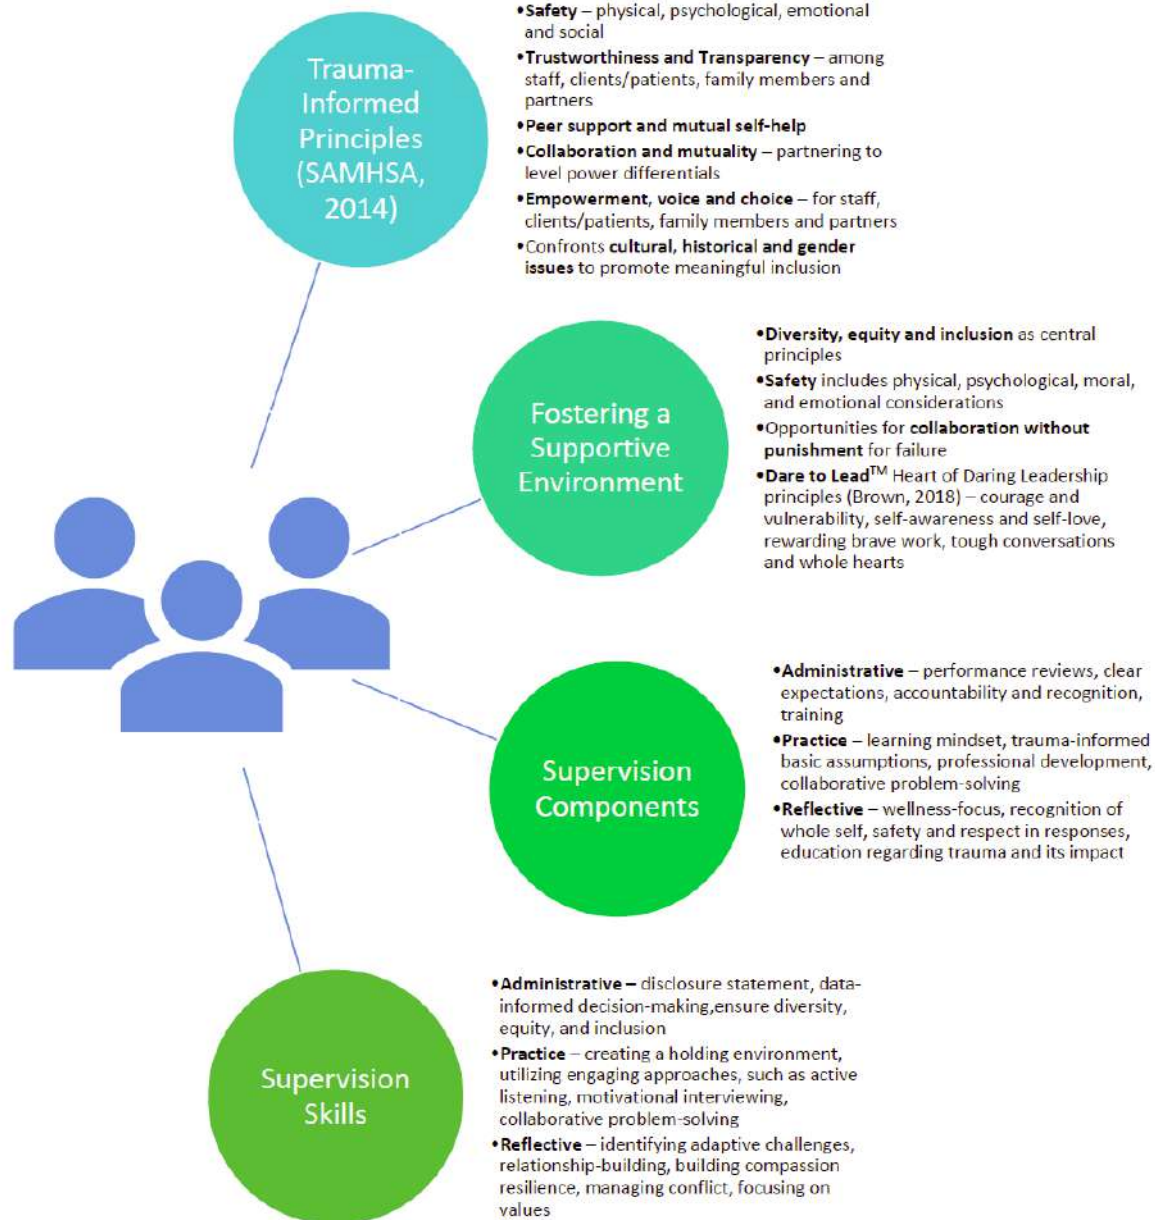 Trauma-
Informed
Principles
(SAMHSA,
2014)
•Safety – physical, psychological, emotional
and social
•Trustworthiness and Transparency – among
staff, clients/patients, family members and
partners
•Peer support and mutual self-help
•Collaboration and mutuality – partnering to
level power differentials
•Empowerment, voice and choice – for staff,
clients/patients, family members and partners
•Confronts cultural, historical and gender
issues to promote meaningful inclusion
Fostering a
Supportive
Environment
•Diversity, equity and inclusion as central
principles
•Safety includes physical, psychological, moral,
and emotional considerations
•Opportunities for collaboration without
punishment for failure
•Dare to Lead™ Heart of Daring Leadership
principles (Brown, 2018) – courage and
vulnerability, self-awareness and self-love,
rewarding brave work, tough conversations
and whole hearts
Supervision
Components
•Administrative – performance reviews, clear
expectations, accountability and recognition,
training
•Practice – learning mindset, trauma-informed
basic assumptions, professional development,
collaborative problem-solving
•Reflective – wellness-focus, recognition of
whole self, safety and respect in responses,
education regarding trauma and its impact
Supervision
Skills
•Administrative – disclosure statement, data-
informed decision-making,ensure diversity,
equity, and inclusion
•Practice – creating a holding environment,
utilizing engaging approaches, such as active
listening, motivational interviewing,
collaborative problem-solving
•Reflective – identifying adaptive challenges,
relationship-building, building compassion
resilience, managing conflict, focusing on
values